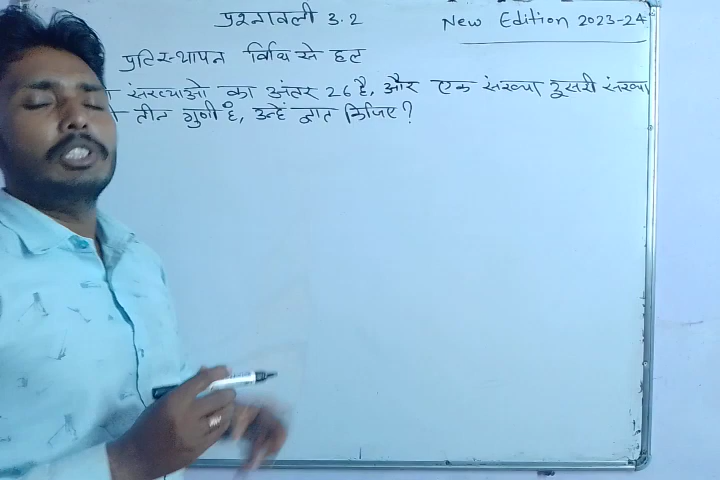 प्रश्नावली 3.2 New Edition 2023-24
प्रतिस्थापन विधि से हल
संख्याओ का अंतर 26 है, और एक संख्या दूसरी संख्या
तीन गुणी है, उन्हें ज्ञात किजिए?